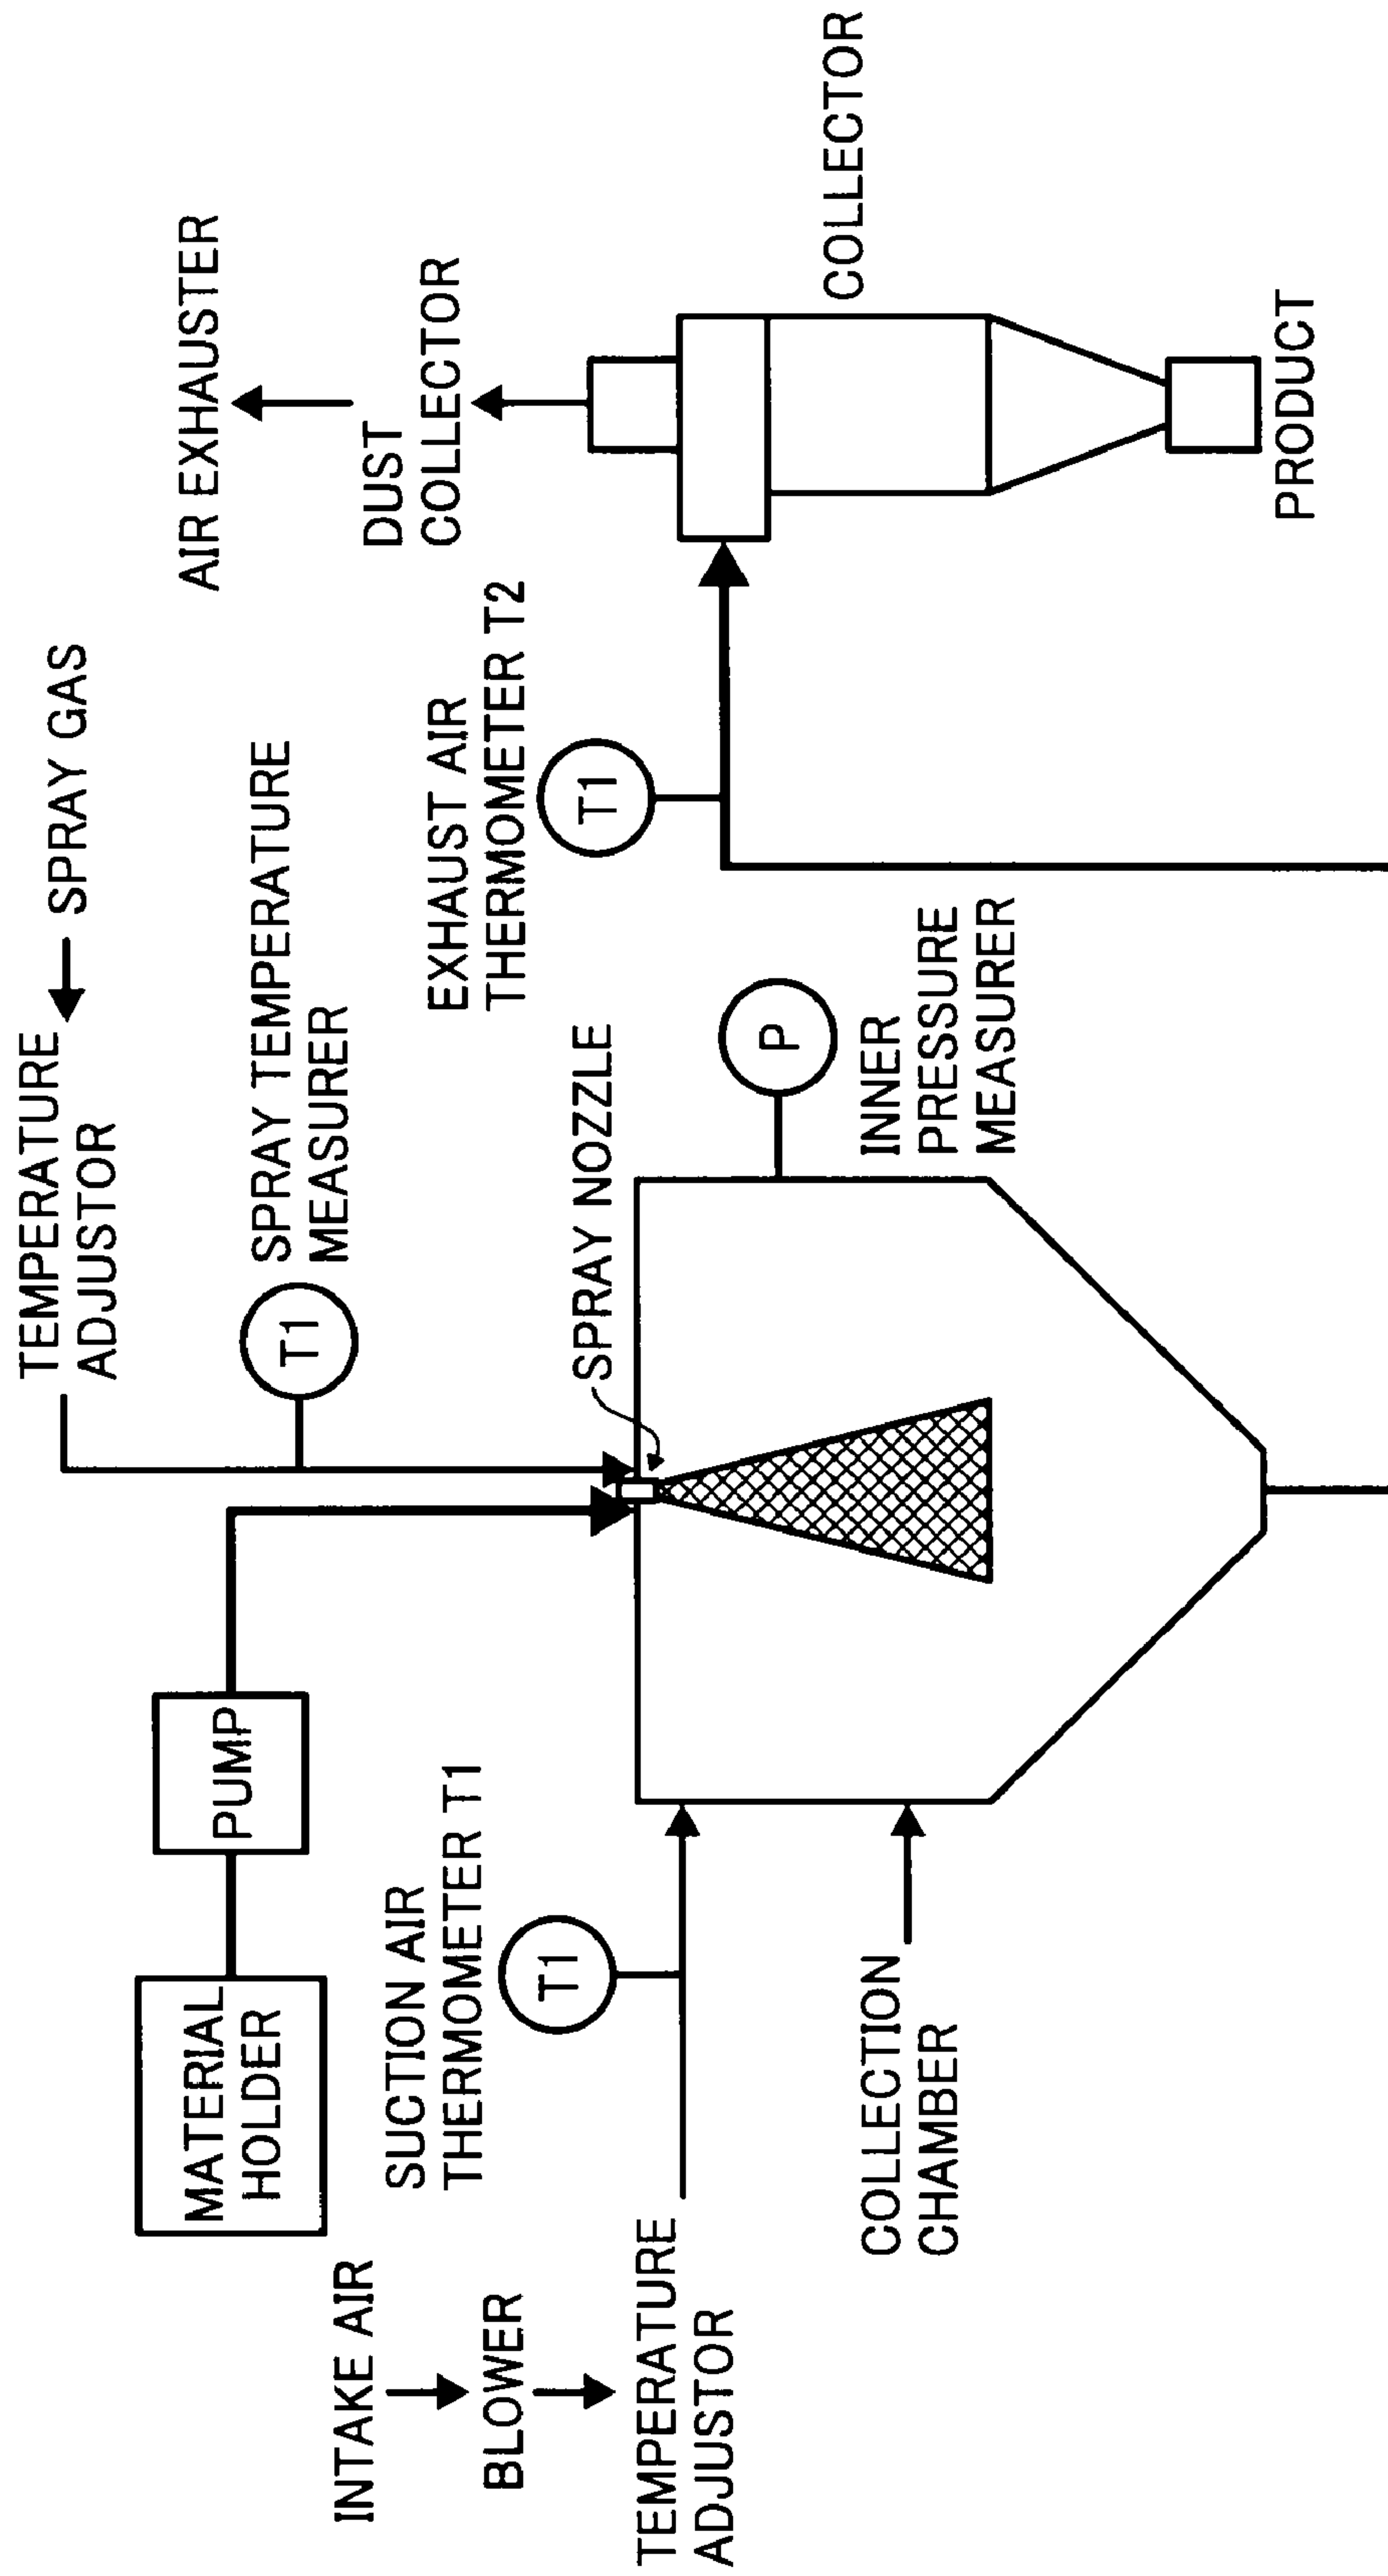 TEMPERATURE
ADJUSTOR
SPRAY GAS
SPRAY TEMPERATURE
MEASURER
T1
AIR EXHAUSTER
DUST
COLLECTOR
MATERIAL
HOLDER
PUMP
INTAKE AIR
BLOWER
TEMPERATURE
ADJUSTOR
SUCTION AIR
THERMOMETER T1
T1
SPRAY NOZZLE
EXHAUST AIR
THERMOMETER T2
T1
P
INNER
PRESSURE
MEASURER
COLLECTION
CHAMBER
COLLECTOR
PRODUCT